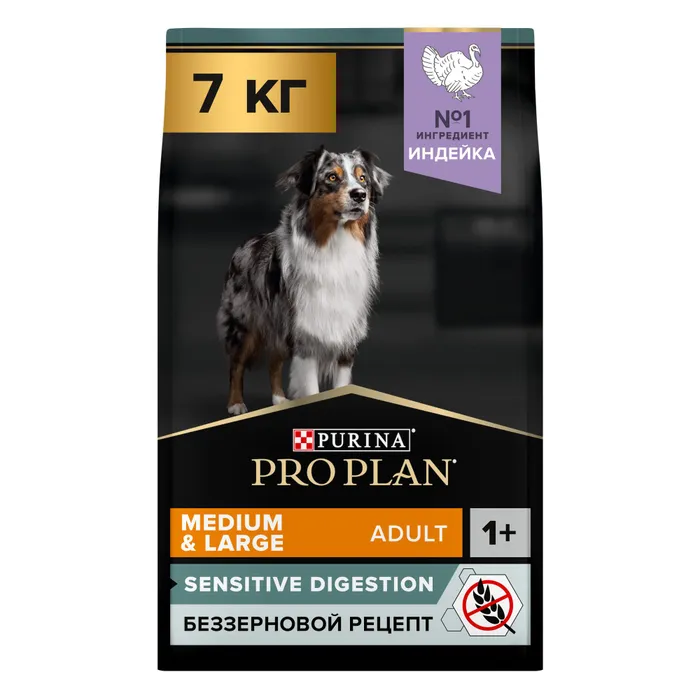 7 КГ
№1
ИНГРЕДИЕНТ
ИНДЕЙКА
PURINA
PRO PLAN
MEDIUM
& LARGE
ADULT
1+
SENSITIVE DIGESTION
БЕЗЗЕРНОВОЙ РЕЦЕПТ